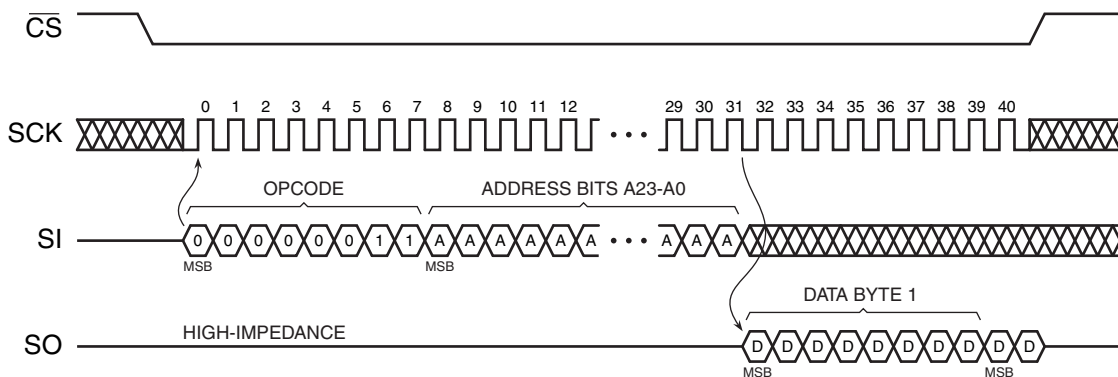 CS
0 1 2 3 4 5 6 7 8 9 10 11 12 29 30 31 32 33 34 35 36 37 38 39 40
SCK
OPCODE ADDRESS BITS A23-A0
SI 0 0 0 0 0 0 1 1 A A A A A A • • • A A A
MSB MSB
DATA BYTE 1
HIGH-IMPEDANCE
SO D D D D D D D D D D
MSB MSB